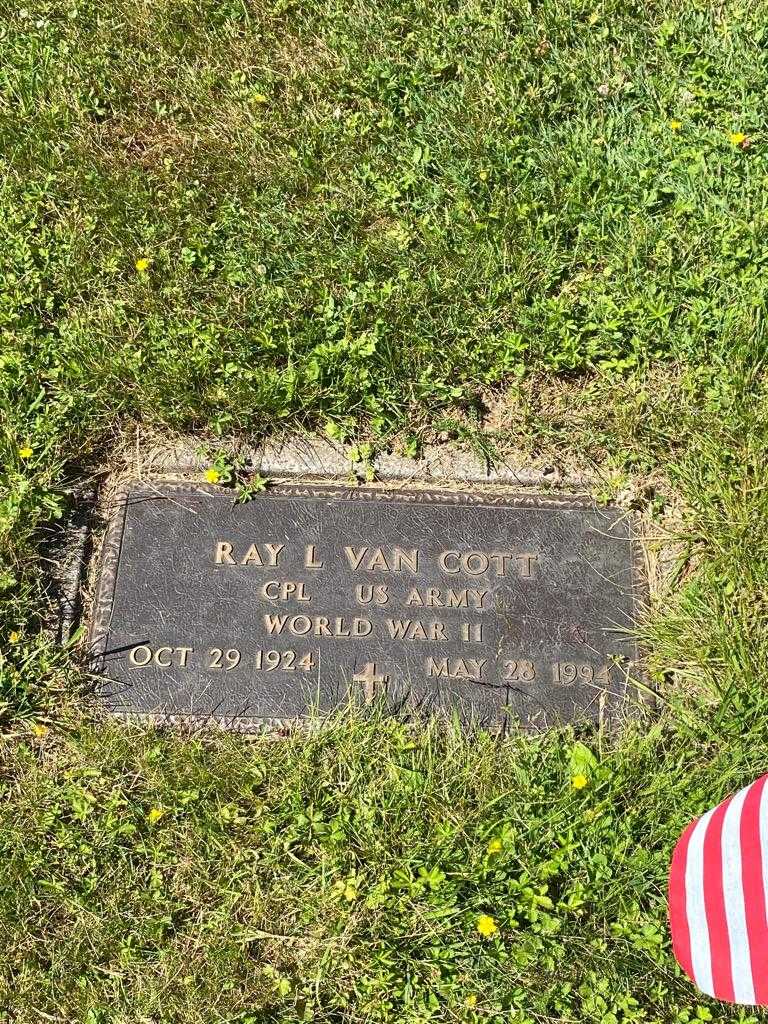 RAY L VAN COTT
CPL US ARMY
WORLD WAR II
OCT 29 1924 MAY 28 1994